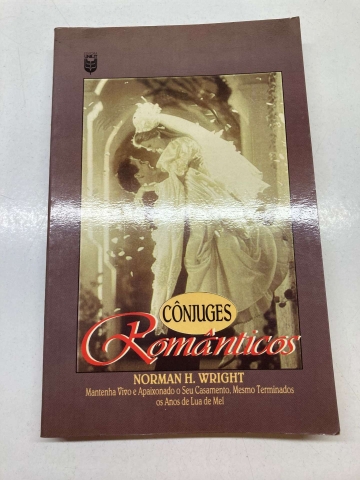 CÔNJUGES
Românticos
NORMAN H. WRIGHT
Mantenha Vivo e Apaixonado o Seu Casamento, Mesmo Terminados
os Anos de Lua de Mel